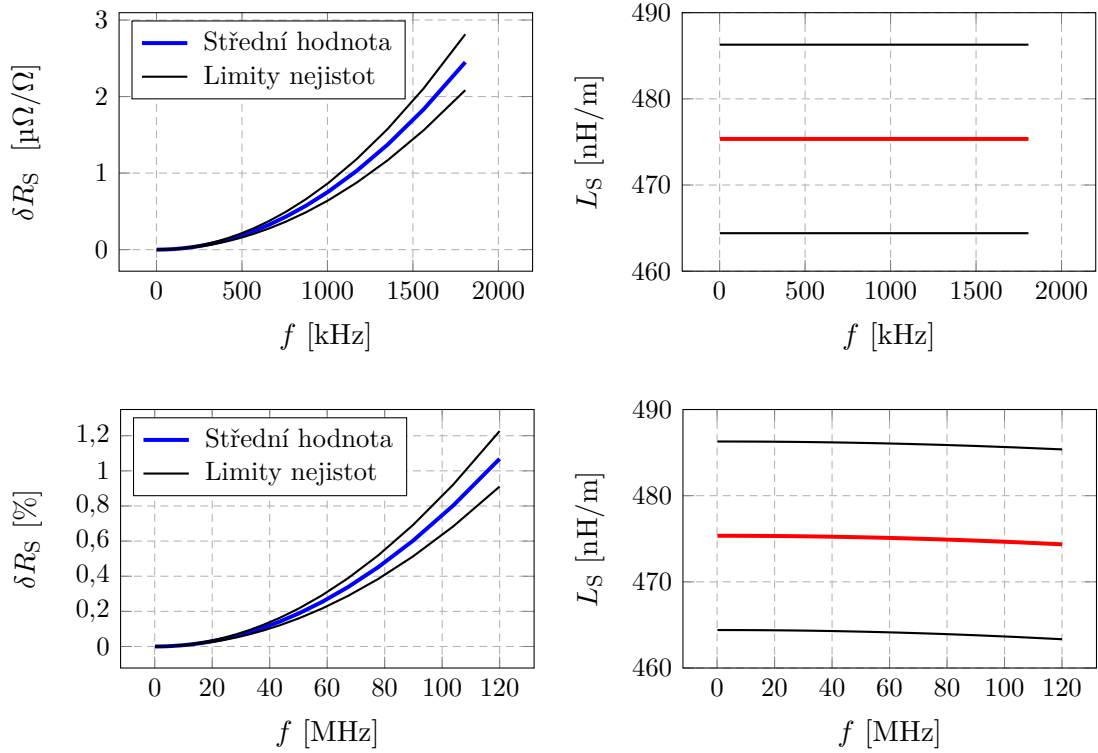 δR_S [µΩ/Ω]
3
2
1
0
Střední hodnota
Limity nejistot
0 500 1000 1500 2000
f [kHz]
L_S [nH/m]
490
480
470
460
0 500 1000 1500 2000
f [kHz]
δR_S [%]
1,2
1
0,8
0,6
0,4
0,2
0
Střední hodnota
Limity nejistot
0 20 40 60 80 100 120
f [MHz]
L_S [nH/m]
490
480
470
460
0 20 40 60 80 100 120
f [MHz]